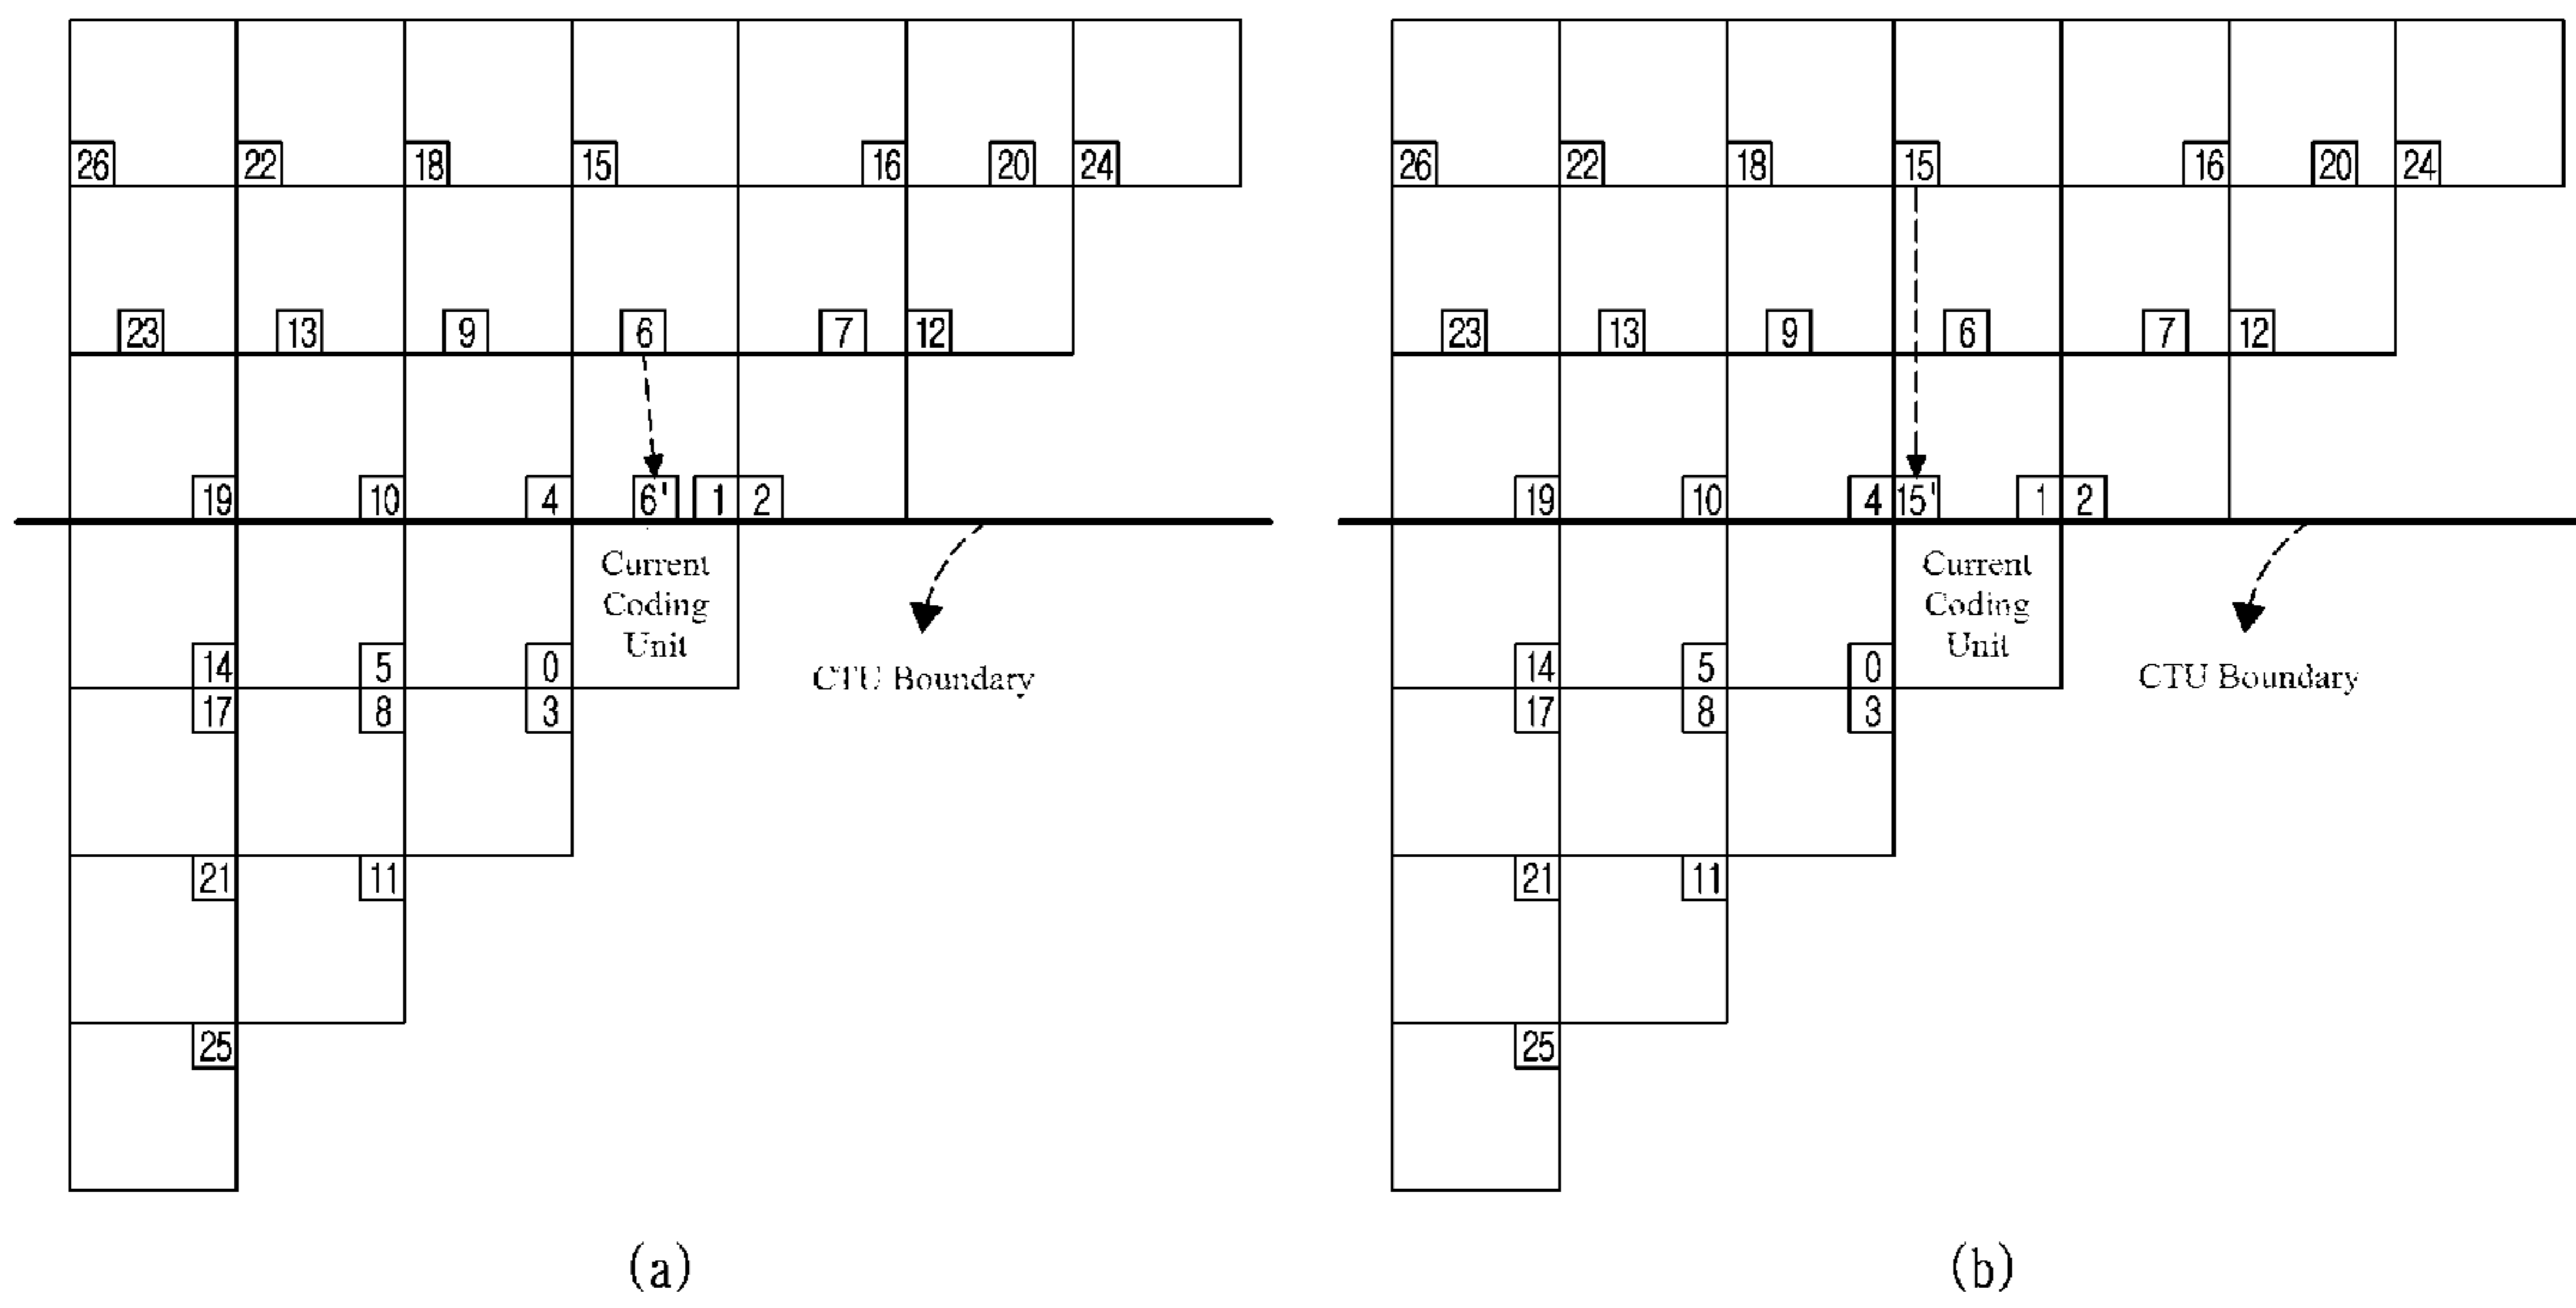 26 22 18 15 16 20 24
23 13 9 6 7 12
19 10 4 6' 1 2
Current
Coding
Unit
14 5 0
CTU Boundary
17 8 3
21 11
25
(a)
26 22 18 15 16 20 24
23 13 9 6 7 12
19 10 4 15' 1 2
Current
Coding
Unit
14 5 0
CTU Boundary
17 8 3
21 11
25
(b)